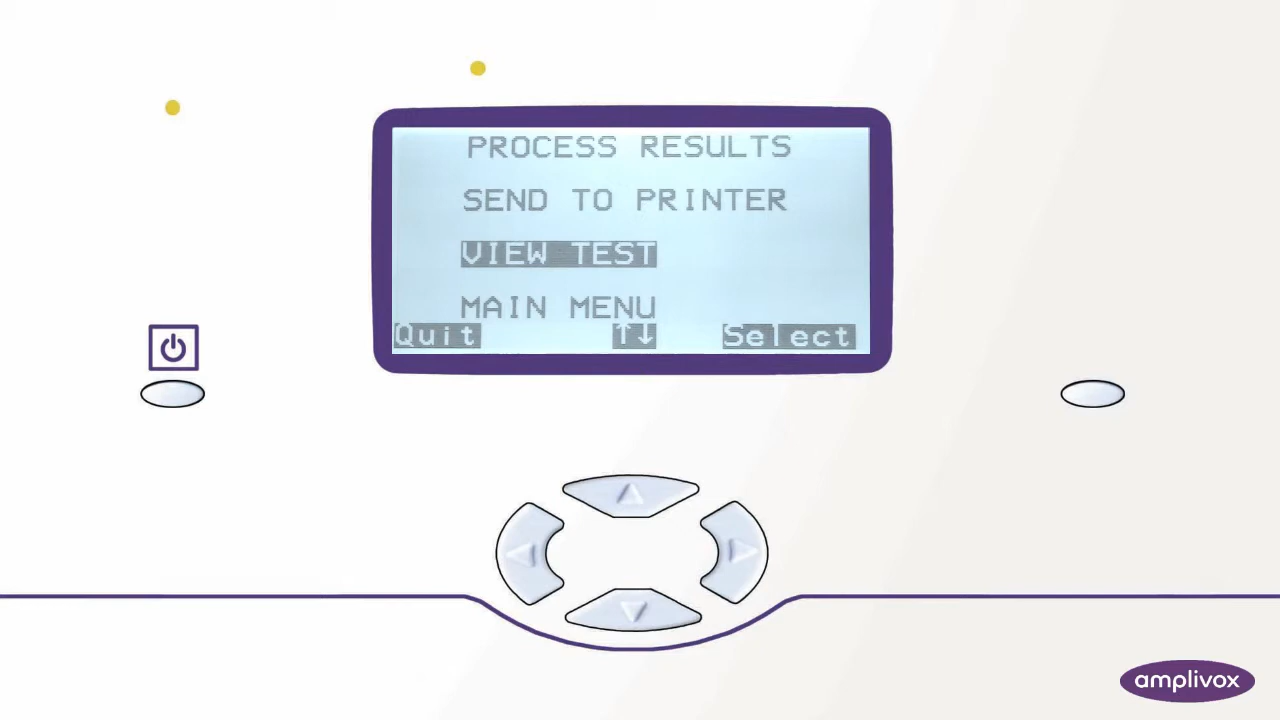 PROCESS RESULTS
SEND TO PRINTER
VIEW TEST
MAIN MENU
Quit ↑↓ Select
amplivox